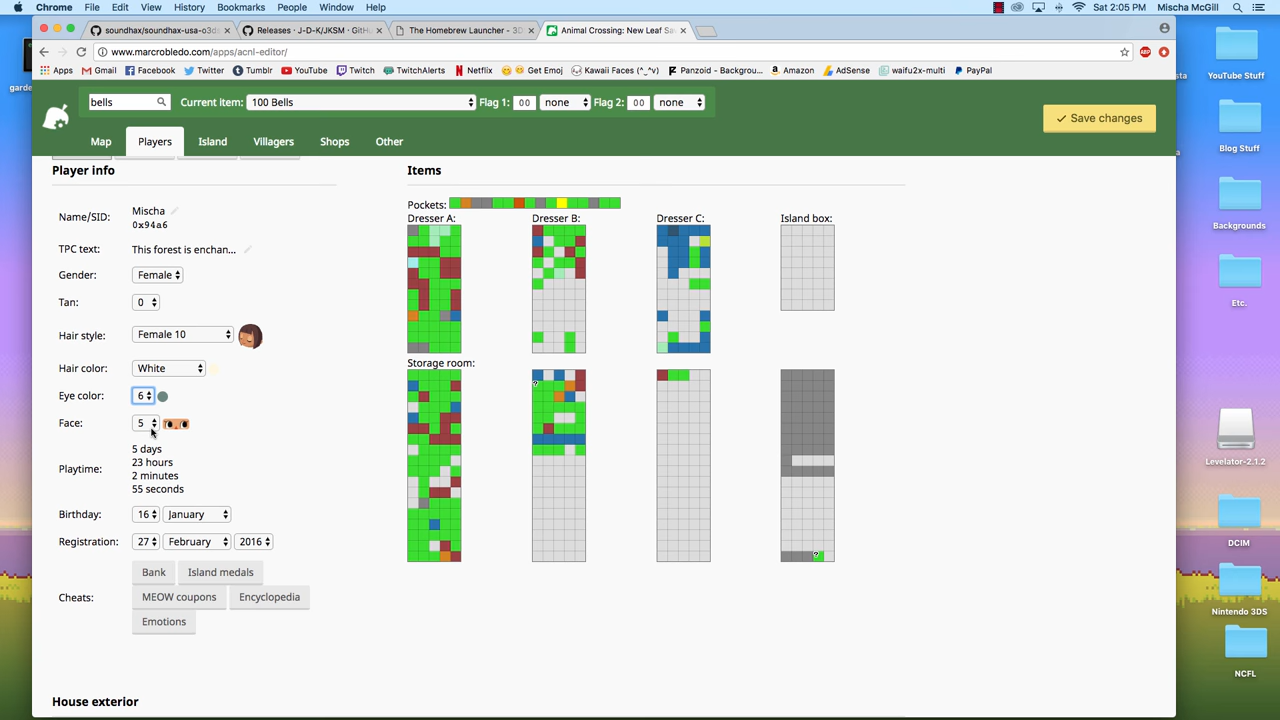 Chrome File Edit View History Bookmarks People Window Help Sat 2:05 PM Mischa McGill
soundhax/soundhax-usa-o3ds Releases · J-D-K/JKSM · GitHu The Homebrew Launcher - 3D Animal Crossing: New Leaf Sa Mischa
www.marcrobledo.com/apps/acnl-editor/
Apps Gmail Facebook Twitter Tumblr YouTube Twitch TwitchAlerts Netflix Get Emoj Kawaii Faces (^_^v) Panzoid - Backgrou... Amazon AdSense waifu2x-multi PayPal
bells Current item: 100 Bells Flag 1: 00 none Flag 2: 00 none
Save changes
Map Players Island Villagers Shops Other
Player info
Name/SID: Mischa
0x94a6
TPC text: This forest is enchan...
Gender: Female
Tan: 0
Hair style: Female 10
Hair color: White
Eye color: 6
Face: 5
Playtime: 5 days
23 hours
2 minutes
55 seconds
Birthday: 16 January
Registration: 27 February 2016
Cheats: Bank Island medals
MEOW coupons Encyclopedia
Emotions
House exterior
Items
Pockets:
Dresser A: Dresser B: Dresser C: Island box:
Storage room:
?
?
YouTube Stuff
Blog Stuff
Backgrounds
Etc.
Levelator-2.1.2
DCIM
Nintendo 3DS
NCFL
garde